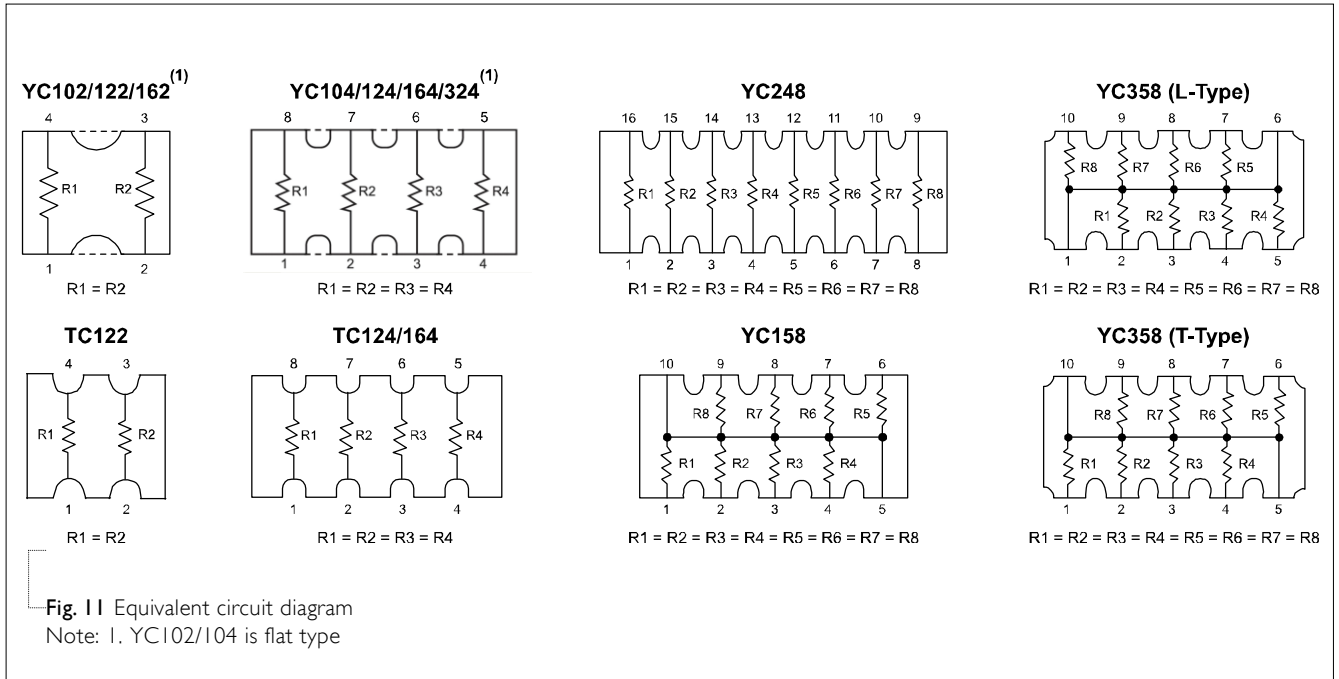 YC102/122/162(1)
4 3
R1 R2
1 2
R1 = R2
YC104/124/164/324(1)
8 7 6 5
R1 R2 R3 R4
1 2 3 4
R1 = R2 = R3 = R4
YC248
16 15 14 13 12 11 10 9
R1 R2 R3 R4 R5 R6 R7 R8
1 2 3 4 5 6 7 8
R1 = R2 = R3 = R4 = R5 = R6 = R7 = R8
YC358 (L-Type)
10 9 8 7 6
R8 R7 R6 R5
R1 R2 R3 R4
1 2 3 4 5
R1 = R2 = R3 = R4 = R5 = R6 = R7 = R8
TC122
4 3
R1 R2
1 2
R1 = R2
TC124/164
8 7 6 5
R1 R2 R3 R4
1 2 3 4
R1 = R2 = R3 = R4
YC158
10 9 8 7 6
R8 R7 R6 R5
R1 R2 R3 R4
1 2 3 4 5
R1 = R2 = R3 = R4 = R5 = R6 = R7 = R8
YC358 (T-Type)
10 9 8 7 6
R8 R7 R6 R5
R1 R2 R3 R4
1 2 3 4 5
R1 = R2 = R3 = R4 = R5 = R6 = R7 = R8
Fig. 11 Equivalent circuit diagram
Note: 1. YC102/104 is flat type